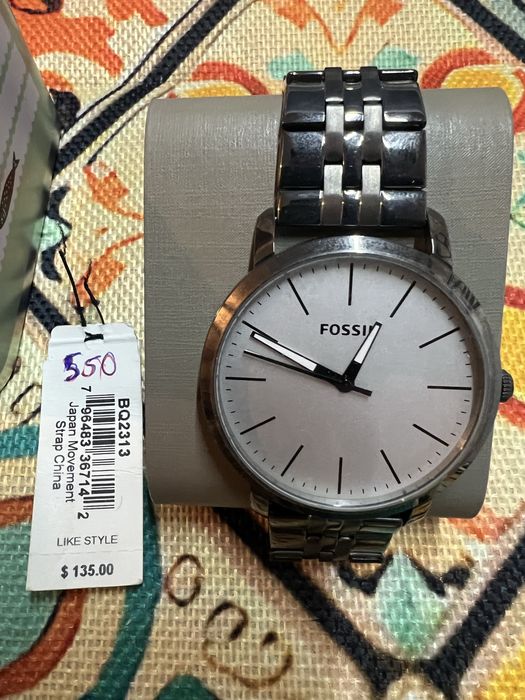 FOSSIL
550
BQ2313
7 96483 36714 2
Japan Movement
Strap China
LIKE STYLE
$ 135.00